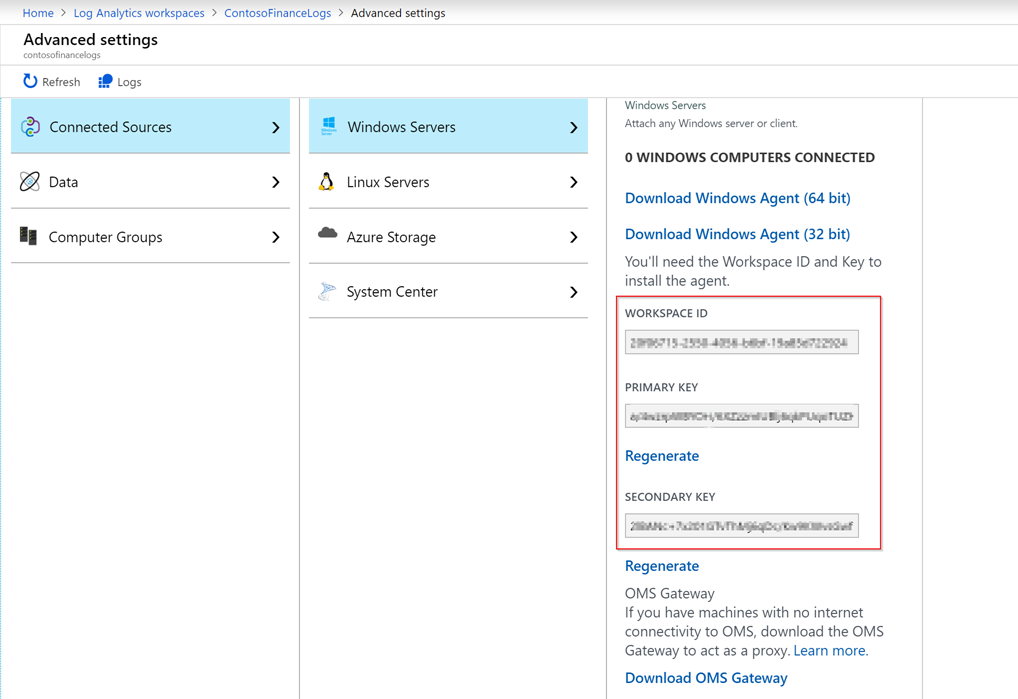 Home > Log Analytics workspaces > ContosoFinanceLogs > Advanced settings
Advanced settings
contosofinancelogs
Refresh Logs
Connected Sources
Data
Computer Groups
Windows Servers
Linux Servers
Azure Storage
System Center
Windows Servers
Attach any Windows server or client.
0 WINDOWS COMPUTERS CONNECTED
Download Windows Agent (64 bit)
Download Windows Agent (32 bit)
You'll need the Workspace ID and Key to
install the agent.
WORKSPACE ID
PRIMARY KEY
Regenerate
SECONDARY KEY
Regenerate
OMS Gateway
If you have machines with no internet
connectivity to OMS, download the OMS
Gateway to act as a proxy. Learn more.
Download OMS Gateway